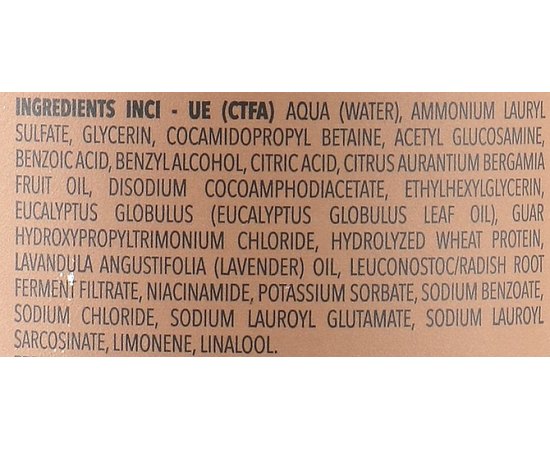 INGREDIENTS INCI - UE (CTFA) AQUA (WATER), AMMONIUM LAURYL
SULFATE, GLYCERIN, COCAMIDOPROPYL BETAINE, ACETYL GLUCOSAMINE,
BENZOIC ACID, BENZYL ALCOHOL, CITRIC ACID, CITRUS AURANTIUM BERGAMIA
FRUIT OIL, DISODIUM COCOAMPHODIACETATE, ETHYLHEXYLGLYCERIN,
EUCALYPTUS GLOBULUS (EUCALYPTUS GLOBULUS LEAF OIL), GUAR
HYDROXYPROPYLTRIMONIUM CHLORIDE, HYDROLYZED WHEAT PROTEIN,
LAVANDULA ANGUSTIFOLIA (LAVENDER) OIL, LEUCONOSTOC/RADISH ROOT
FERMENT FILTRATE, NIACINAMIDE, POTASSIUM SORBATE, SODIUM BENZOATE,
SODIUM CHLORIDE, SODIUM LAUROYL GLUTAMATE, SODIUM LAUROYL
SARCOSINATE, LIMONENE, LINALOOL.